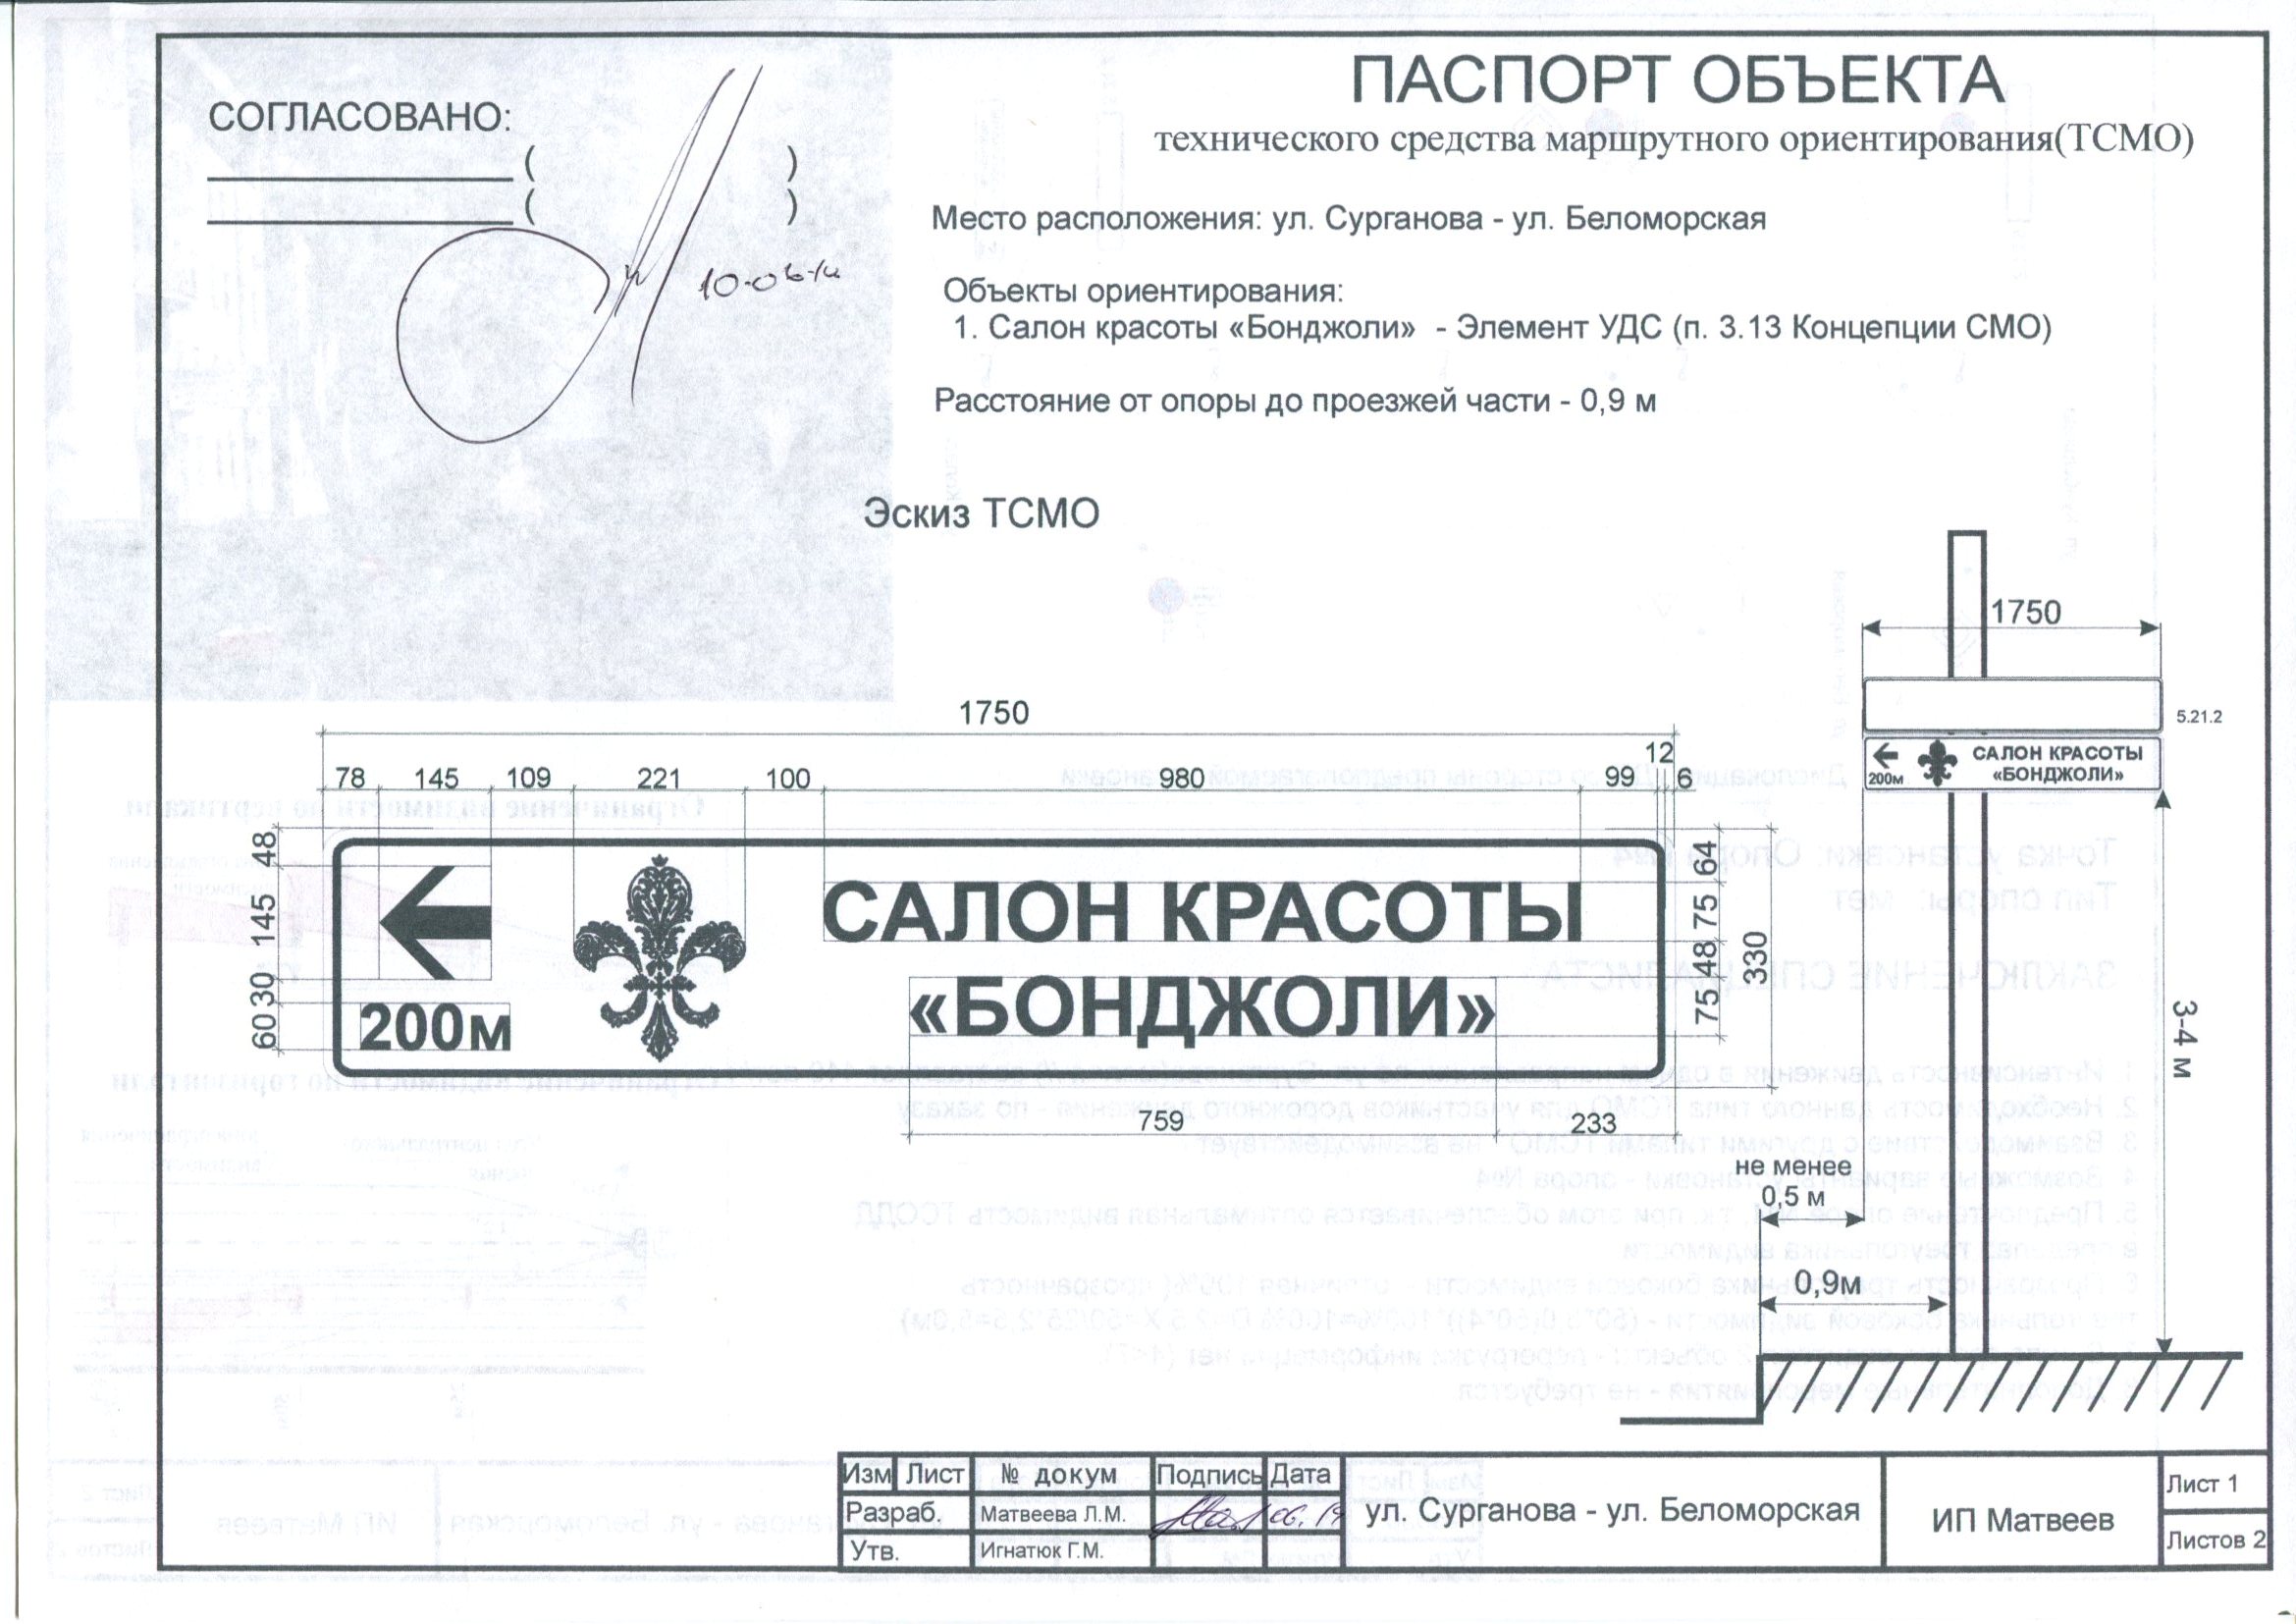 СОГЛАСОВАНО:
( )
( )
ПАСПОРТ ОБЪЕКТА
технического средства маршрутного ориентирования(ТСМО)
Место расположения: ул. Сурганова - ул. Беломорская
Объекты ориентирования:
1. Салон красоты «Бонджоли» - Элемент УДС (п. 3.13 Концепции СМО)
Расстояние от опоры до проезжей части - 0,9 м
Эскиз ТСМО
1750
12
78 145 109 221 100 980 99 6
48
145
30
60
САЛОН КРАСОТЫ
«БОНДЖОЛИ»
200м
64
75
48
75
330
759 233
1750
5.21.2
САЛОН КРАСОТЫ
«БОНДЖОЛИ»
200м
3-4 м
не менее
0,5 м
0,9м
Изм Лист № докум Подпись Дата
Разраб. Матвеева Л.М.
Утв. Игнатюк Г.М.
ул. Сурганова - ул. Беломорская
ИП Матвеев
Лист 1
Листов 2